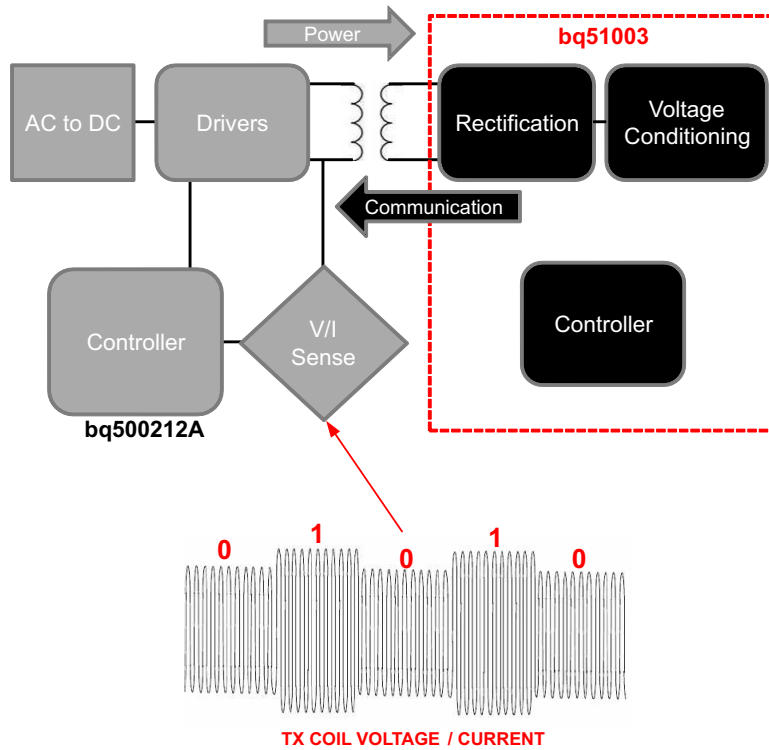 Power
bq51003
AC to DC
Drivers
Rectification
Voltage
Conditioning
Communication
Controller
V/I
Sense
Controller
bq500212A
0
1
0
1
0
TX COIL VOLTAGE / CURRENT